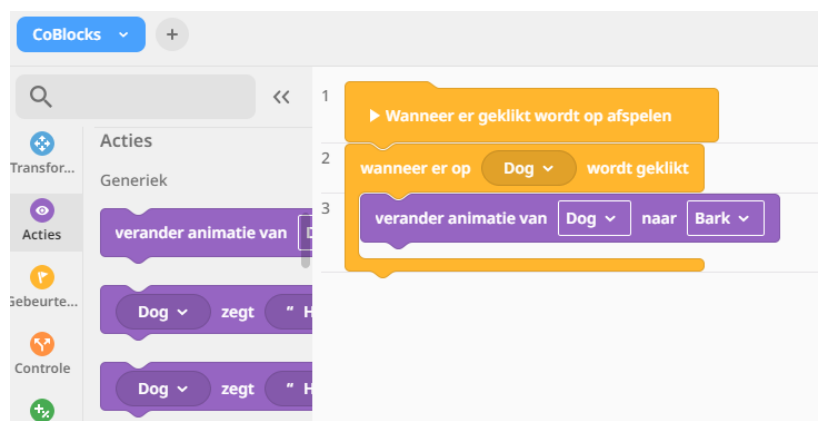 CoBlocks
+
1
Wanneer er geklikt wordt op afspelen
2
wanneer er op Dog wordt geklikt
3
verander animatie van Dog naar Bark
Transfor...
Acties
Gebeurte...
Controle
Acties
Generiek
verander animatie van
Dog zegt " H
Dog zegt " H